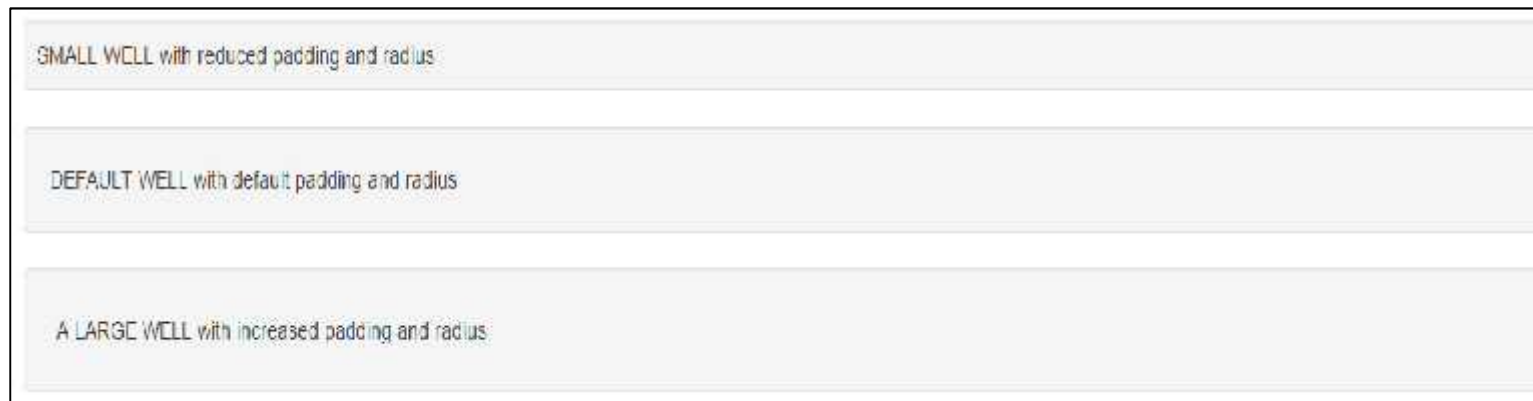 SMALL WELL with reduced padding and radius
DEFAULT WELL with default padding and radius
A LARGE WELL with increased padding and radius